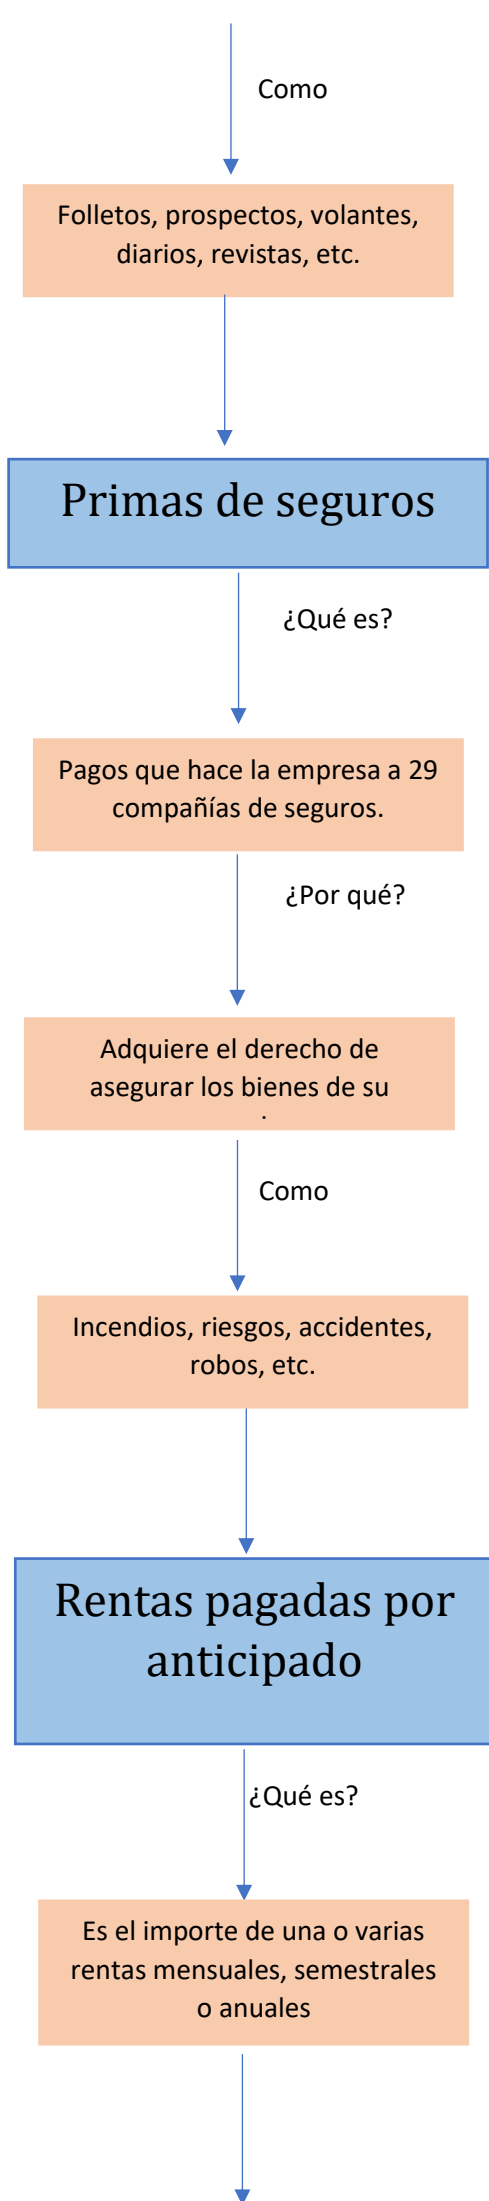 Como
Folletos, prospectos, volantes,
diarios, revistas, etc.
Primas de seguros
¿Qué es?
Pagos que hace la empresa a 29
compañías de seguros.
¿Por qué?
Adquiere el derecho de
asegurar los bienes de su
Como
Incendios, riesgos, accidentes,
robos, etc.
Rentas pagadas por
anticipado
¿Qué es?
Es el importe de una o varias
rentas mensuales, semestrales
o anuales